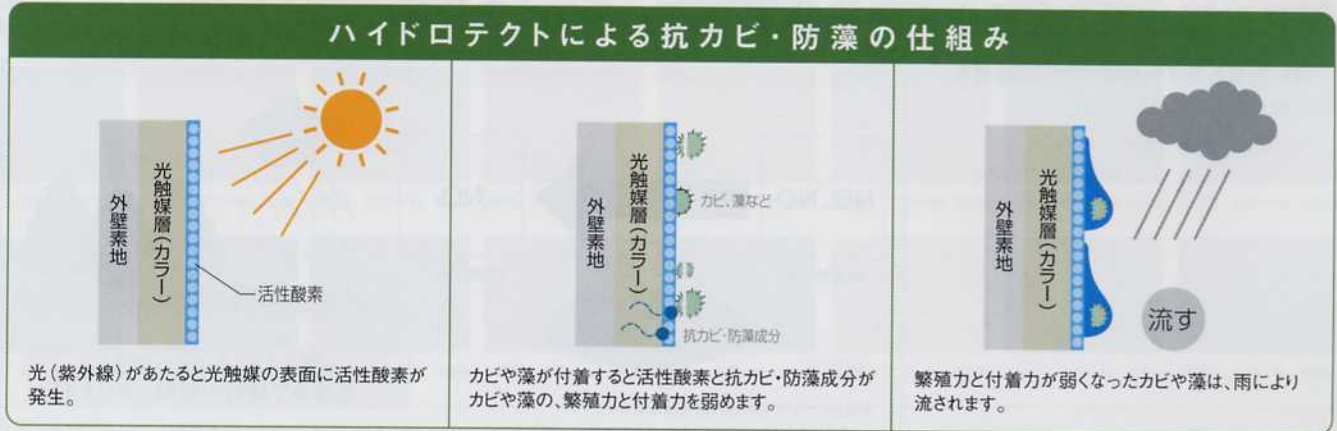 ハイドロテクトによる抗カビ・防藻の仕組み
外壁素地
光触媒層(カラー)
活性酸素
光(紫外線)があたると光触媒の表面に活性酸素が
発生。
外壁素地
光触媒層(カラー)
カビ、藻など
抗カビ・防藻成分
カビや藻が付着すると活性酸素と抗カビ・防藻成分が
カビや藻の、繁殖力と付着力を弱めます。
外壁素地
光触媒層(カラー)
流す
繁殖力と付着力が弱くなったカビや藻は、雨により
流されます。